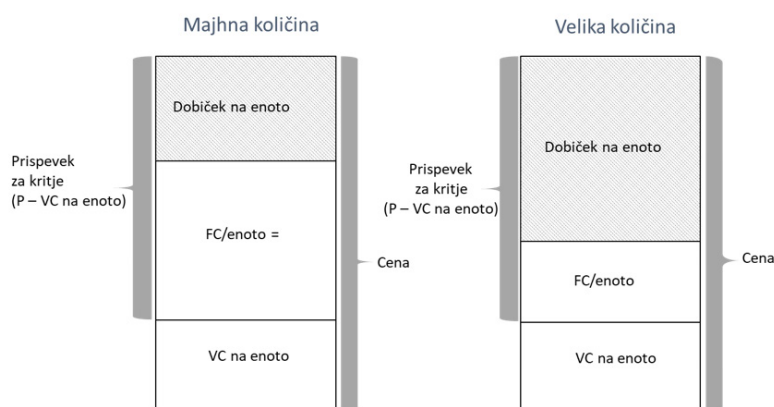 Majhna količina
Dobiček na enoto
Prispevek
za kritje
(P – VC na enoto)
FC/enoto =
Cena
VC na enoto
Velika količina
Dobiček na enoto
Prispevek
za kritje
(P – VC na enoto)
FC/enoto
Cena
VC na enoto